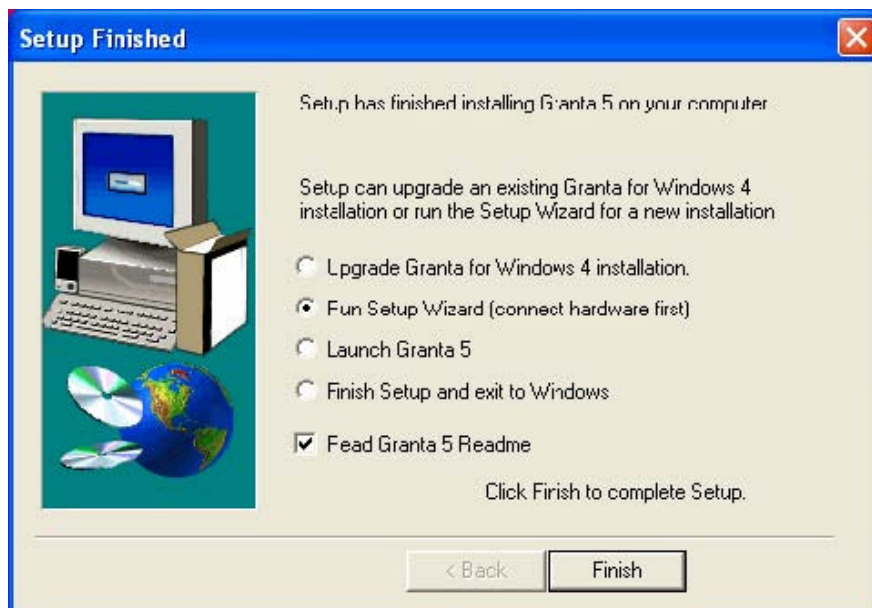 Setup Finished
Setup has finished installing Granta 5 on your computer
Setup can upgrade an existing Granta for Windows 4
installation or run the Setup Wizard for a new installation
Upgrade Granta for Windows 4 installation.
Run Setup Wizard (connect hardware first)
Launch Granta 5
Finish Setup and exit to Windows
Read Granta 5 Readme
Click Finish to complete Setup.
< Back
Finish